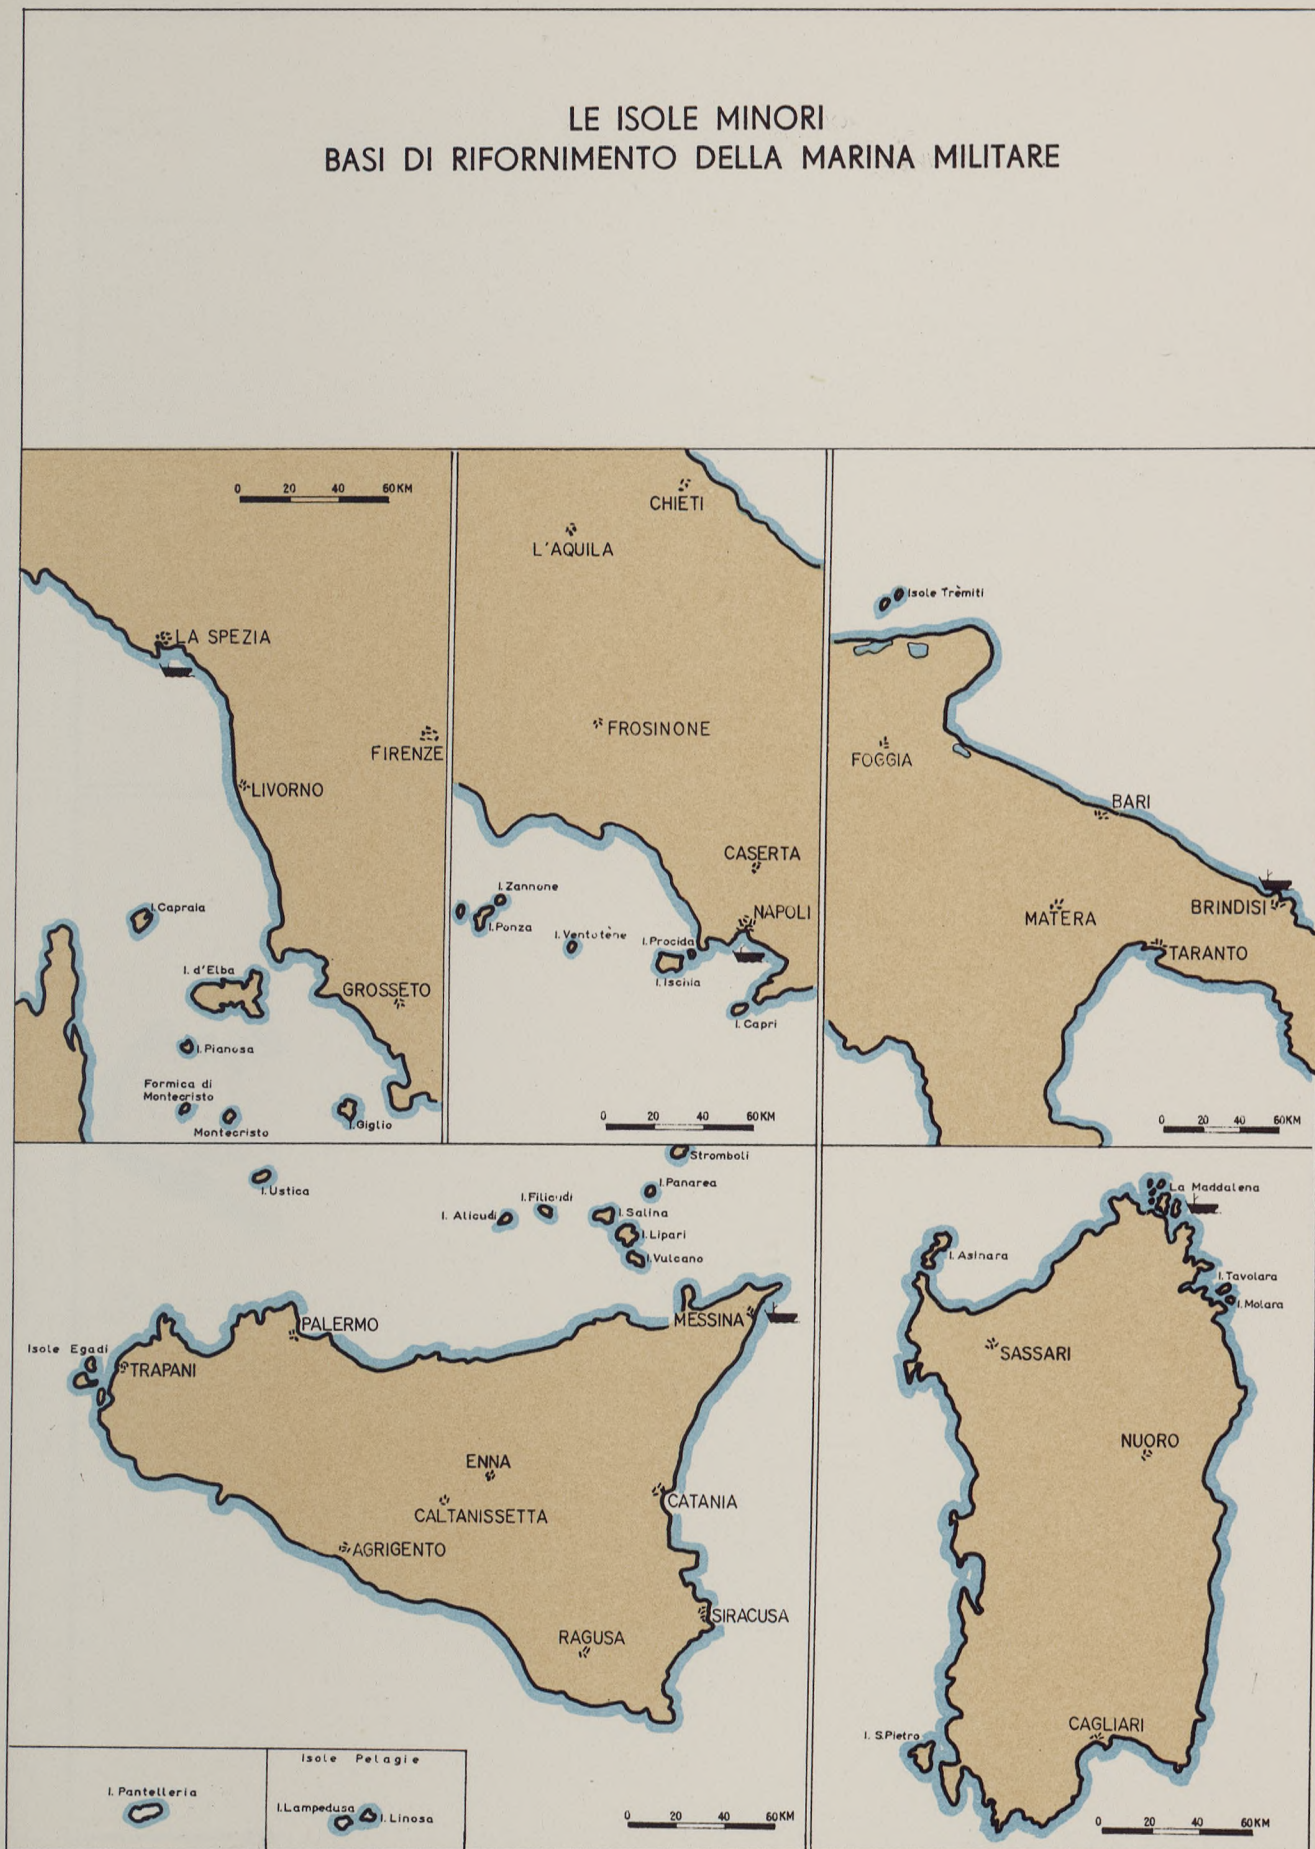 LE ISOLE MINORI
BASI DI RIFORNIMENTO DELLA MARINA MILITARE
0 20 40 60KM
LA SPEZIA
FIRENZE
LIVORNO
I. Capraia
I. d'Elba
GROSSETO
I. Pianosa
Formica di
Montecristo
Montecristo
I. Giglio
CHIETI
L'AQUILA
FROSINONE
CASERTA
I. Zannone
NAPOLI
I. Ponza
I. Ventotène
I. Procida
I. Ischia
I. Capri
0 20 40 60KM
Isole Trèmiti
FOGGIA
BARI
MATERA
BRINDISI
TARANTO
0 20 40 60KM
Stromboli
I. Ustica
I. Panarea
I. Filicudi
I. Alicudi
I. Salina
I. Lipari
I. Vulcano
MESSINA
PALERMO
Isole Egadi
TRAPANI
ENNA
CATANIA
CALTANISSETTA
AGRIGENTO
SIRACUSA
RAGUSA
Isole Pelagie
I. Pantelleria
I. Lampedusa
I. Linosa
0 20 40 60KM
La Maddalena
I. Asinara
I. Tavolara
I. Molara
SASSARI
NUORO
CAGLIARI
I. S.Pietro
0 20 40 60KM